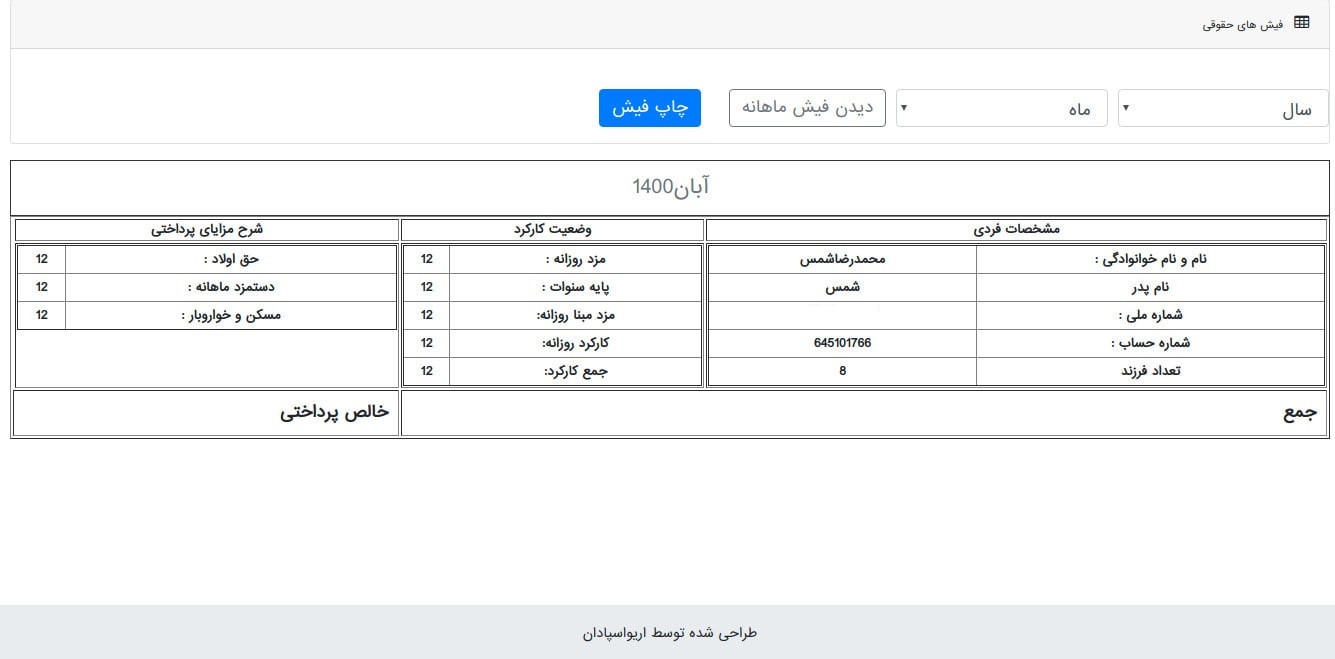 فیش های حقوقی
سال ماه دیدن فیش ماهانه چاپ فیش
آبان1400
مشخصات فردی وضعیت کارکرد شرح مزایای پرداختی
نام و نام خوانوادگی : محمدرضاشمس مزد روزانه : 12 حق اولاد : 12
نام پدر شمس پایه سنوات : 12 دستمزد ماهانه : 12
شماره ملی : مزد مبنا روزانه: 12 مسکن و خواروبار : 12
شماره حساب : 645101766 کارکرد روزانه: 12
تعداد فرزند 8 جمع کارکرد: 12
جمع خالص پرداختی
طراحی شده توسط اریواسپادان